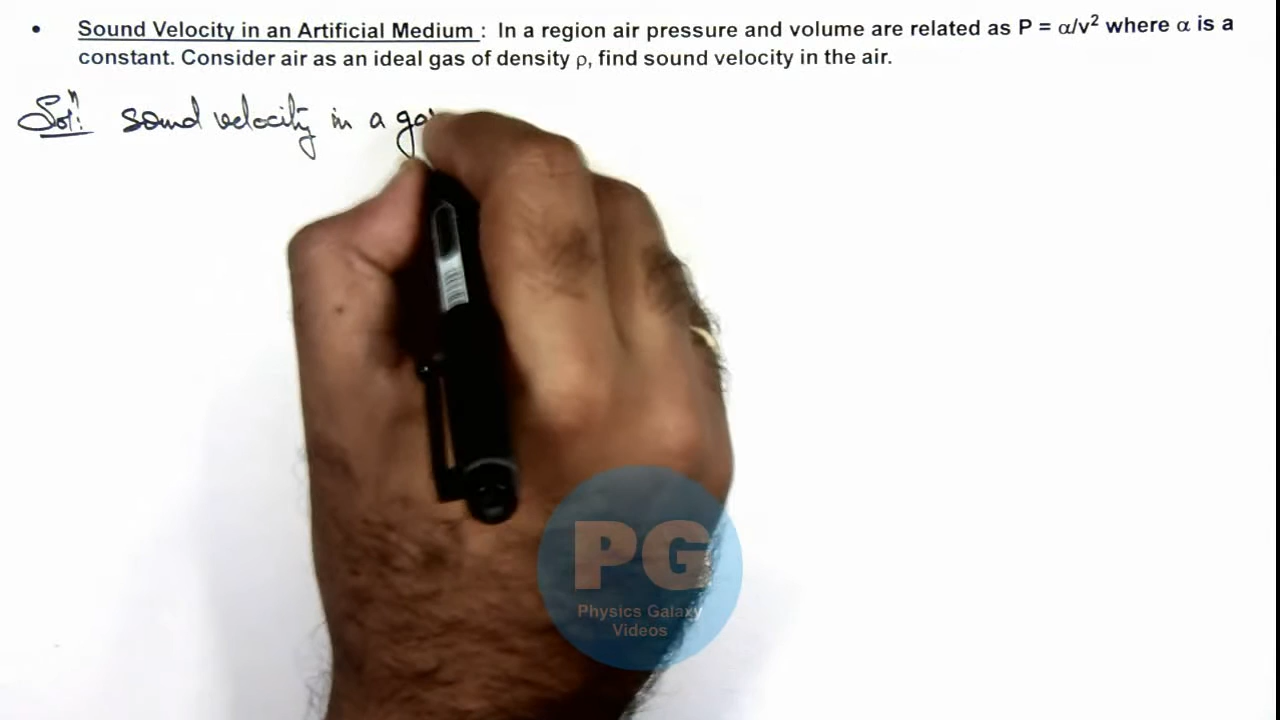 • Sound Velocity in an Artificial Medium : In a region air pressure and volume are related as P = α/v² where α is a
constant. Consider air as an ideal gas of density ρ, find sound velocity in the air.
Solⁿ: sound velocity in a gas
PG
Physics Galaxy
Videos